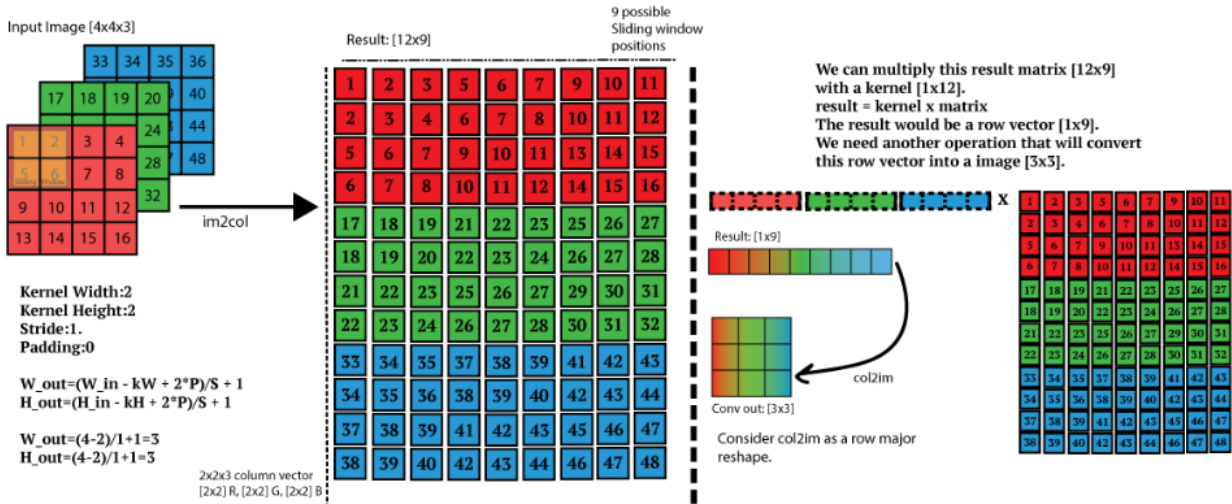 Input Image [4x4x3]
33 34 35 36
40
44
48
17 18 19 20
24
28
32
1 2 3 4
5 6 7 8
Sliding Window
9 10 11 12
13 14 15 16
im2col
Kernel Width:2
Kernel Height:2
Stride:1.
Padding:0
W_out=(W_in - kW + 2*P)/S + 1
H_out=(H_in - kH + 2*P)/S + 1
W_out=(4-2)/1+1=3
H_out=(4-2)/1+1=3
Result: [12x9]
9 possible
Sliding window
positions
1 2 3 5 6 7 9 10 11
2 3 4 6 7 8 10 11 12
5 6 7 9 10 11 13 14 15
6 7 8 10 11 12 14 15 16
17 18 19 21 22 23 25 26 27
18 19 20 22 23 24 26 27 28
21 22 23 25 26 27 29 30 31
22 23 24 26 27 28 30 31 32
33 34 35 37 38 39 41 42 43
34 35 36 38 39 40 42 43 44
37 38 39 41 42 43 45 46 47
38 39 40 42 43 44 46 47 48
2x2x3 column vector
[2x2] R, [2x2] G, [2x2] B
We can multiply this result matrix [12x9]
with a kernel [1x12].
result = kernel x matrix
The result would be a row vector [1x9].
We need another operation that will convert
this row vector into a image [3x3].
X
Result: [1x9]
col2im
Conv out: [3x3]
Consider col2im as a row major
reshape.
1 2 3 5 6 7 9 10 11
2 3 4 6 7 8 10 11 12
5 6 7 9 10 11 13 14 15
6 7 8 10 11 12 14 15 16
17 18 19 21 22 23 25 26 27
18 19 20 22 23 24 26 27 28
21 22 23 25 26 27 29 30 31
22 23 24 26 27 28 30 31 32
33 34 35 37 38 39 41 42 43
34 35 36 38 39 40 42 43 44
37 38 39 41 42 43 45 46 47
38 39 40 42 43 44 46 47 48